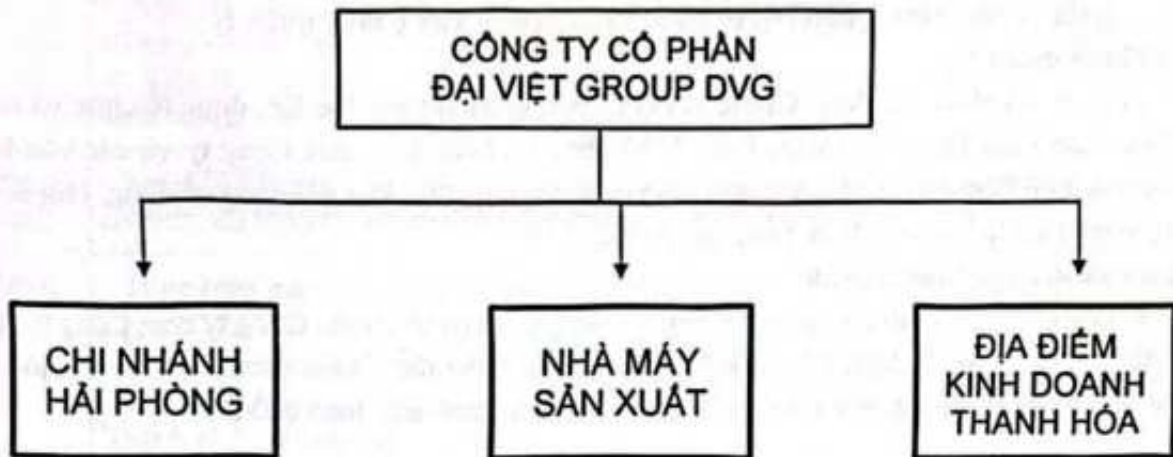 CÔNG TY CỔ PHẦN
ĐẠI VIỆT GROUP DVG
CHI NHÁNH
HẢI PHÒNG
NHÀ MÁY
SẢN XUẤT
ĐỊA ĐIỂM
KINH DOANH
THANH HÓA